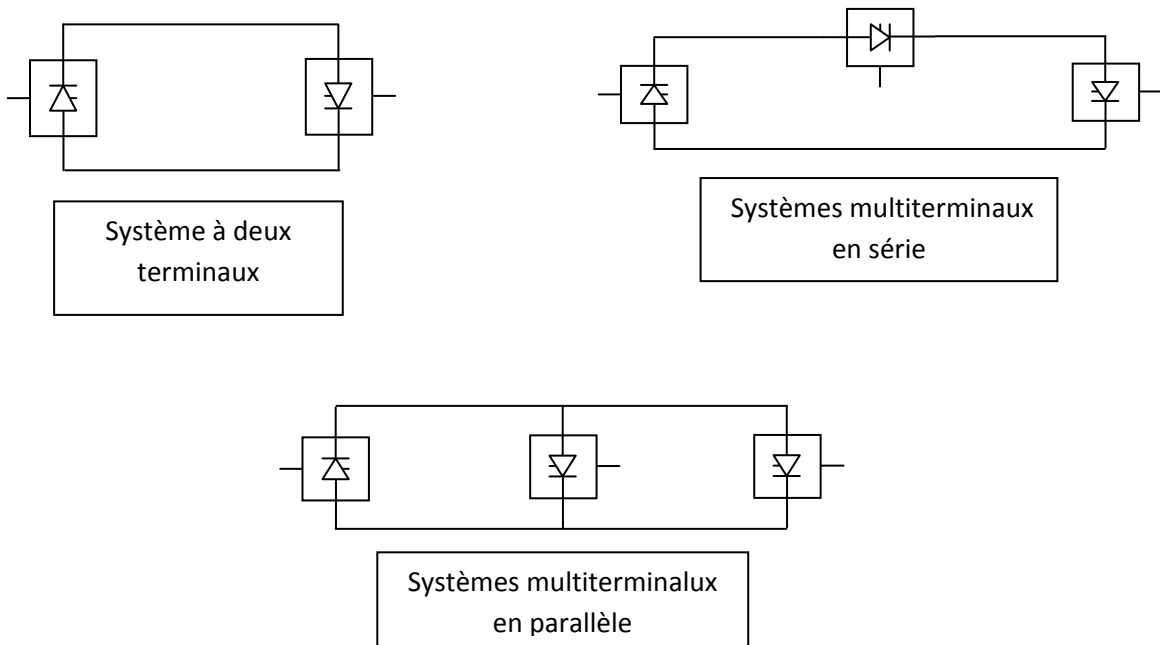 Système à deux
terminaux
Systèmes multiterminaux
en série
Systèmes multiterminalux
en parallèle